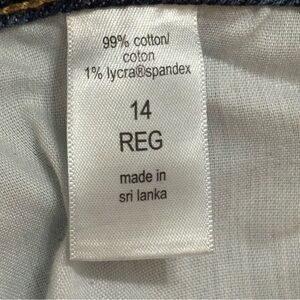 99% cotton/
coton
1% lycra®spandex
14
REG
made in
sri lanka